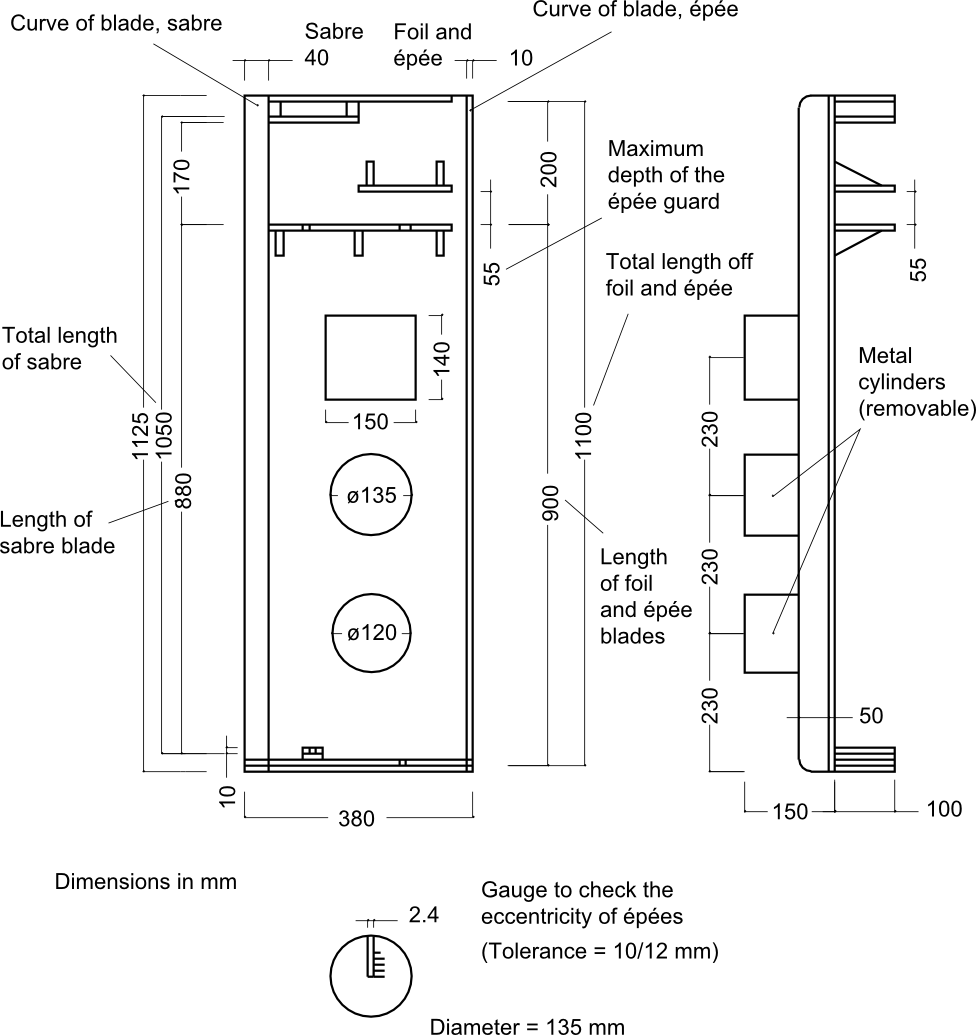 Curve of blade, sabre
Sabre
40
Foil and
épée
Curve of blade, épée
10
170
200
Maximum
depth of the
épée guard
55
55
Total length off
foil and épée
Total length
of sabre
140
150
Metal
cylinders
(removable)
1125
1050
880
1100
900
230
ø135
Length of
sabre blade
Length
of foil
and épée
blades
230
ø120
230
50
10
380
150
100
Dimensions in mm
Gauge to check the
eccentricity of épées
(Tolerance = 10/12 mm)
2.4
Diameter = 135 mm